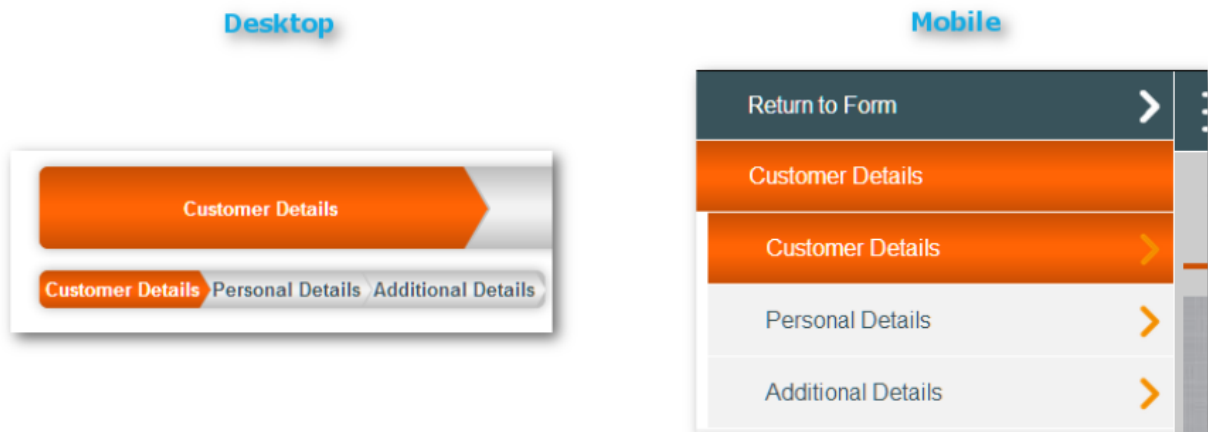 Desktop
Customer Details
Customer Details Personal Details Additional Details
Mobile
Return to Form
Customer Details
Customer Details
Personal Details
Additional Details